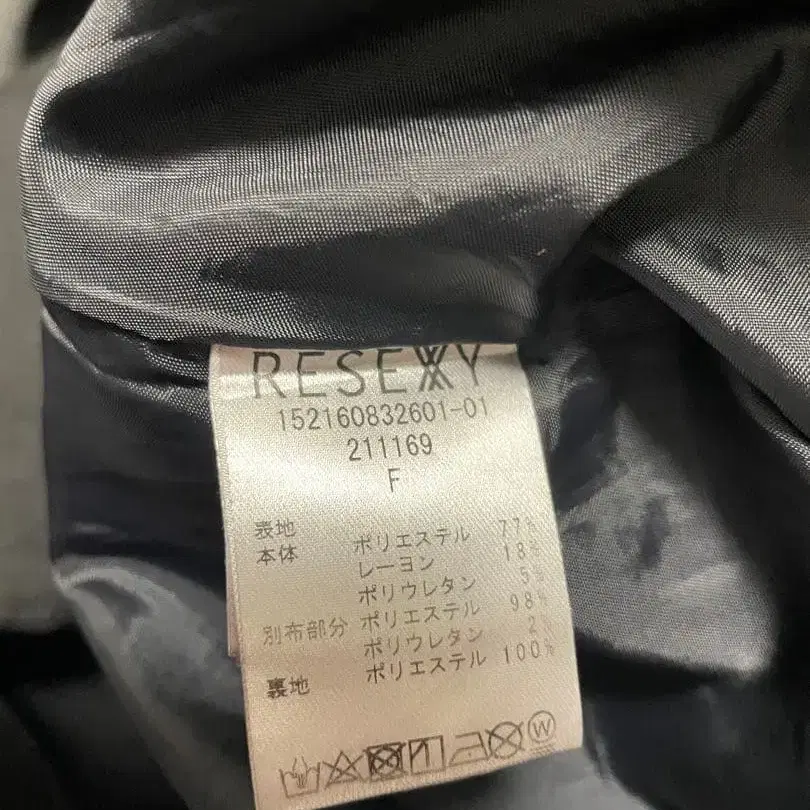 RESEXXY
152160832601-01
211169
F
表地
本体 ポリエステル 77%
レーヨン 18%
ポリウレタン 5%
別布部分 ポリエステル 98%
ポリウレタン 2%
裏地 ポリエステル 100%
W